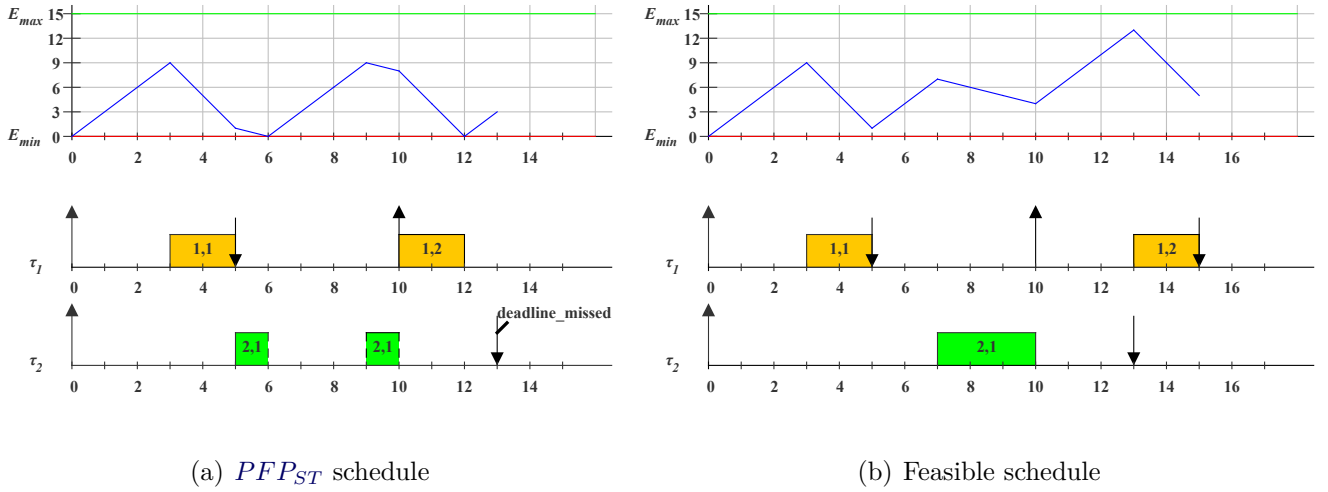 E_max 15
12
9
6
3
E_min 0
0 2 4 6 8 10 12 14
1,1 1,2
τ_1
0 2 4 6 8 10 12 14
deadline_missed
2,1 2,1
τ_2
0 2 4 6 8 10 12 14
(a) PFP_ST schedule
E_max 15
12
9
6
3
E_min 0
0 2 4 6 8 10 12 14 16
1,1 1,2
τ_1
0 2 4 6 8 10 12 14 16
2,1
τ_2
0 2 4 6 8 10 12 14 16
(b) Feasible schedule